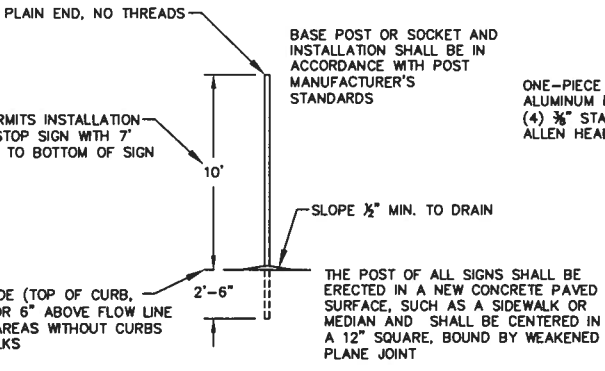 PLAIN END, NO THREADS
BASE POST OR SOCKET AND
INSTALLATION SHALL BE IN
ACCORDANCE WITH POST
MANUFACTURER'S
STANDARDS
ONE-PIECE
ALUMINUM
(4) ⅜" STA
ALLEN HEA
RMITS INSTALLATION
STOP SIGN WITH 7'
TO BOTTOM OF SIGN
10'
SLOPE ½" MIN. TO DRAIN
DE (TOP OF CURB,
OR 6" ABOVE FLOW LINE
AREAS WITHOUT CURBS
LKS
2'-6"
THE POST OF ALL SIGNS SHALL BE
ERECTED IN A NEW CONCRETE PAVED
SURFACE, SUCH AS A SIDEWALK OR
MEDIAN AND SHALL BE CENTERED IN
A 12" SQUARE, BOUND BY WEAKENED
PLANE JOINT